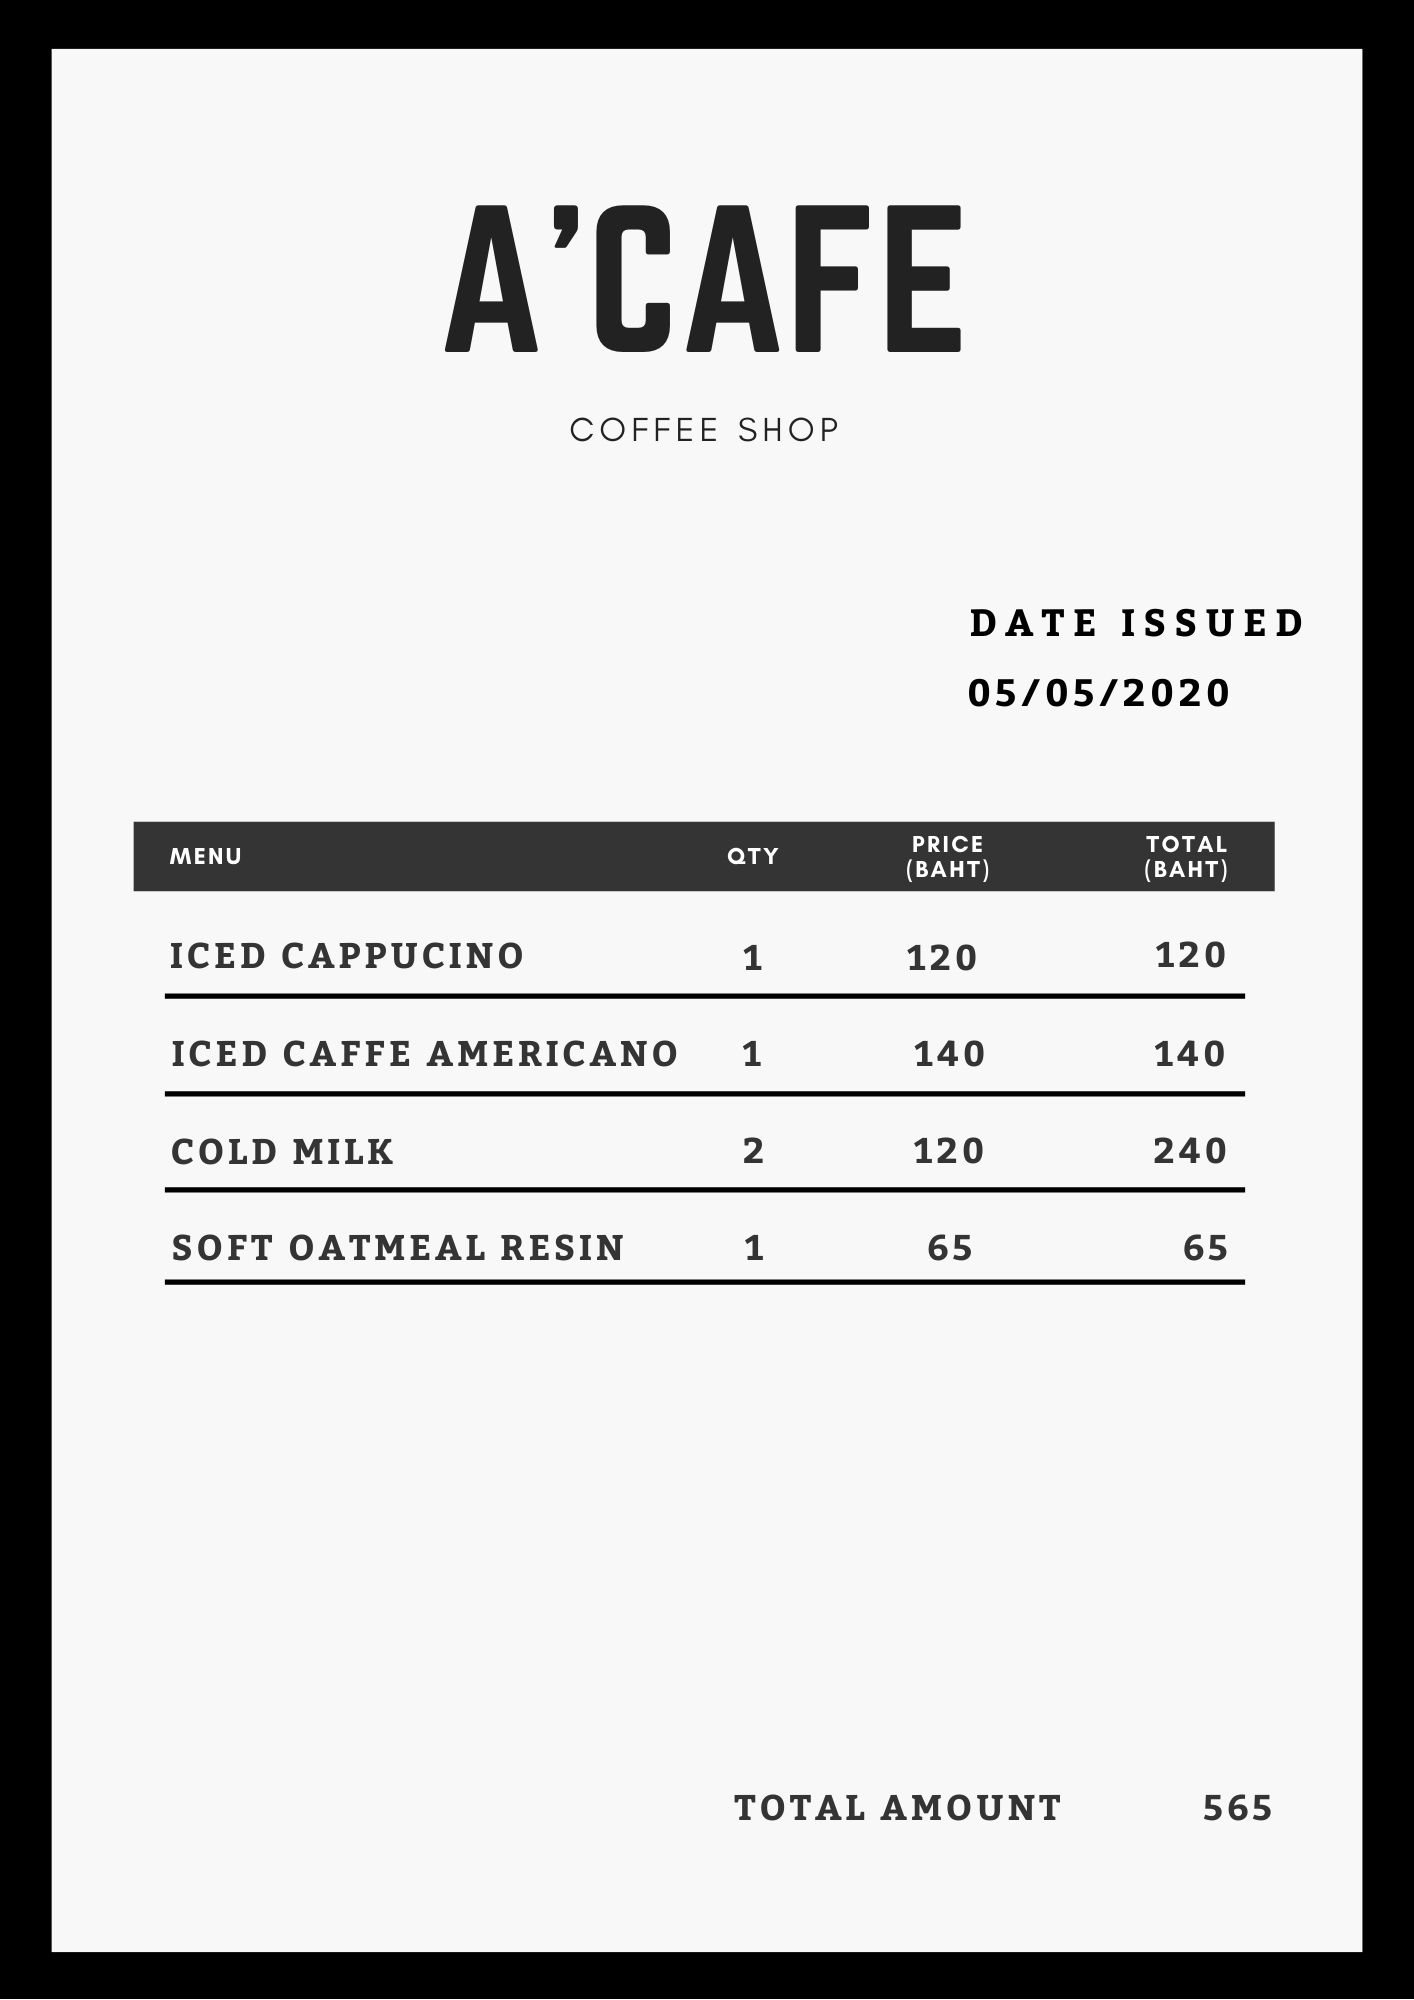 A'CAFE
COFFEE SHOP
DATE ISSUED
05/05/2020
MENU QTY PRICE (BAHT) TOTAL (BAHT)
ICED CAPPUCINO 1 120 120
ICED CAFFE AMERICANO 1 140 140
COLD MILK 2 120 240
SOFT OATMEAL RESIN 1 65 65
TOTAL AMOUNT 565